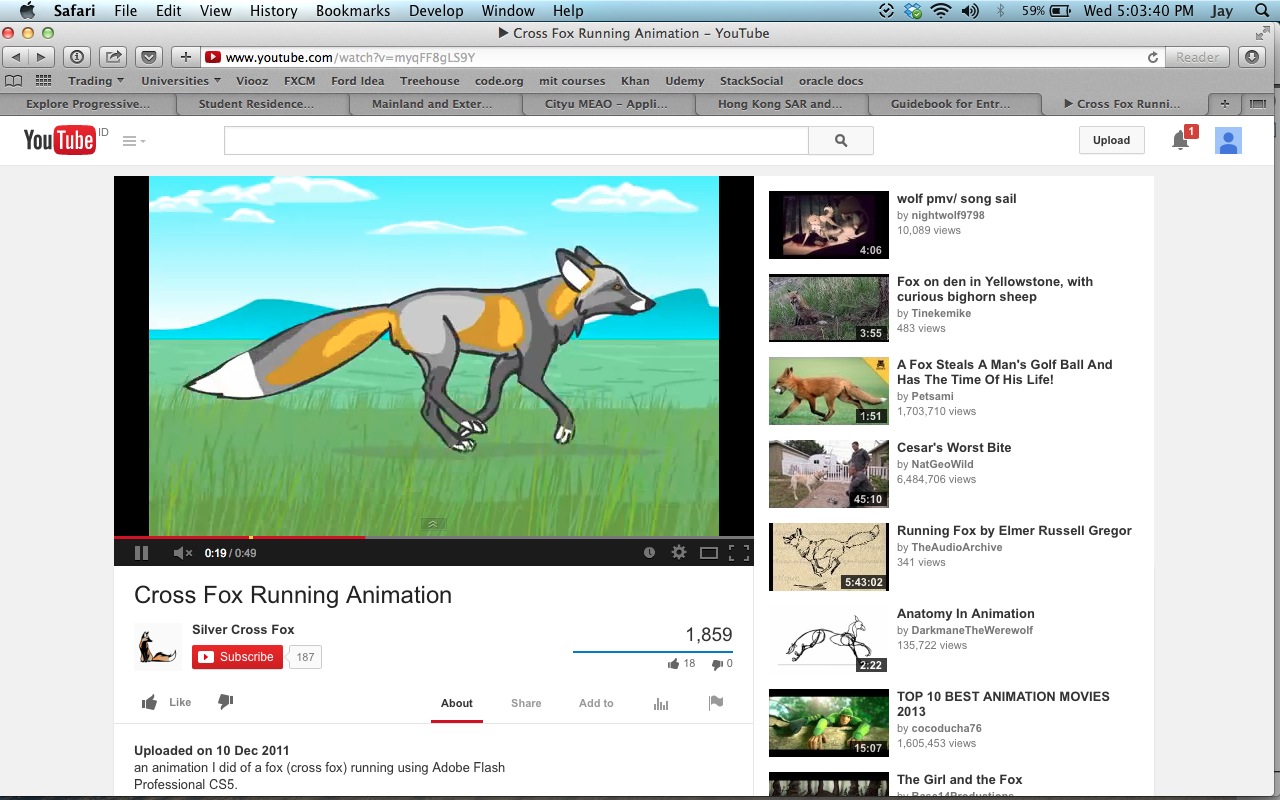 Safari File Edit View History Bookmarks Develop Window Help 59% Wed 5:03:40 PM Jay
Cross Fox Running Animation - YouTube
www.youtube.com/watch?v=myqFF8gLS9Y Reader
Trading Universities Viooz FXCM Ford Idea Treehouse code.org mit courses Khan Udemy StackSocial oracle docs
Explore Progressive... Student Residence... Mainland and Exter... Cityu MEAO – Appli... Hong Kong SAR and... Guidebook for Entr... Cross Fox Runni...
YouTube ID Upload 1
0:19 / 0:49
Cross Fox Running Animation
Silver Cross Fox
Subscribe 187
1,859
18 0
Like
About Share Add to
Uploaded on 10 Dec 2011
an animation I did of a fox (cross fox) running using Adobe Flash
Professional CS5.
4:06
wolf pmv/ song sail
by nightwolf9798
10,089 views
3:55
Fox on den in Yellowstone, with
curious bighorn sheep
by Tinekemike
483 views
1:51
A Fox Steals A Man's Golf Ball And
Has The Time Of His Life!
by Petsami
1,703,710 views
45:10
Cesar's Worst Bite
by NatGeoWild
6,484,706 views
5:43:02
Running Fox by Elmer Russell Gregor
by TheAudioArchive
341 views
2:22
Anatomy In Animation
by DarkmaneTheWerewolf
135,722 views
15:07
TOP 10 BEST ANIMATION MOVIES
2013
by cocoducha76
1,605,453 views
The Girl and the Fox